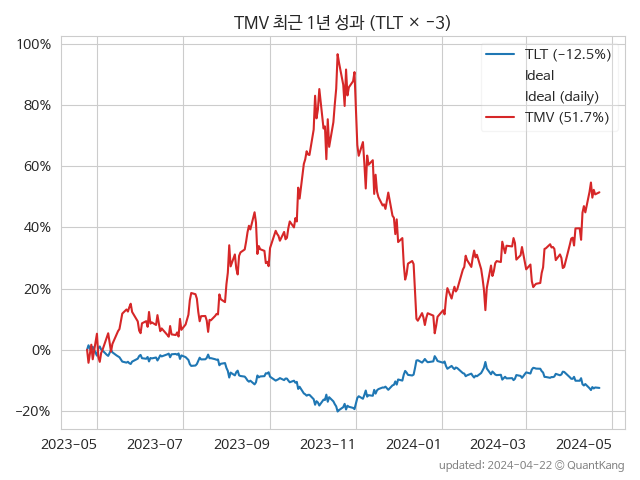 TMV 최근 1년 성과 (TLT × -3)
100%
80%
60%
40%
20%
0%
-20%
TLT (-12.5%)
Ideal
Ideal (daily)
TMV (51.7%)
2023-05 2023-07 2023-09 2023-11 2024-01 2024-03 2024-05
updated: 2024-04-22 © QuantKang